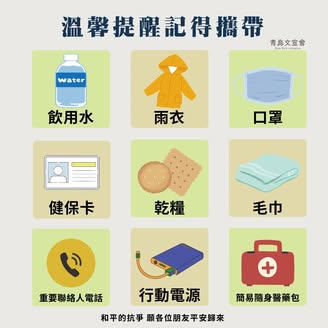 溫馨提醒記得攜帶
青鳥文宣會
water
飲用水
雨衣
口罩
健保卡
乾糧
毛巾
重要聯絡人電話
行動電源
簡易隨身醫藥包
和平的抗爭 願各位朋友平安歸來